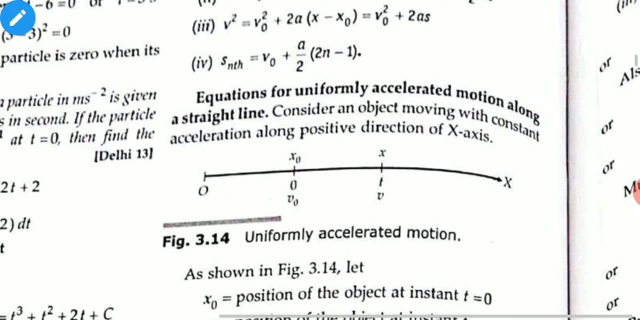 – 6 = 0 or
(iii) v² = v₀² + 2a (x – x₀) = v₀² + 2as
3)² = 0
particle is zero when its
(iv) Sₙₜₕ = v₀ + a/2 (2n – 1).
a particle in ms⁻² is given
s in second. If the particle
at t = 0, then find the
[Delhi 13]
2t + 2
2) dt
t
= t³ + t² + 2t + C
Equations for uniformly accelerated motion along
a straight line. Consider an object moving with constant
acceleration along positive direction of X-axis.
x₀ x
O 0 t X
v₀ v
Fig. 3.14 Uniformly accelerated motion.
As shown in Fig. 3.14, let
x₀ = position of the object at instant t = 0
or
Als
or
or
or
or